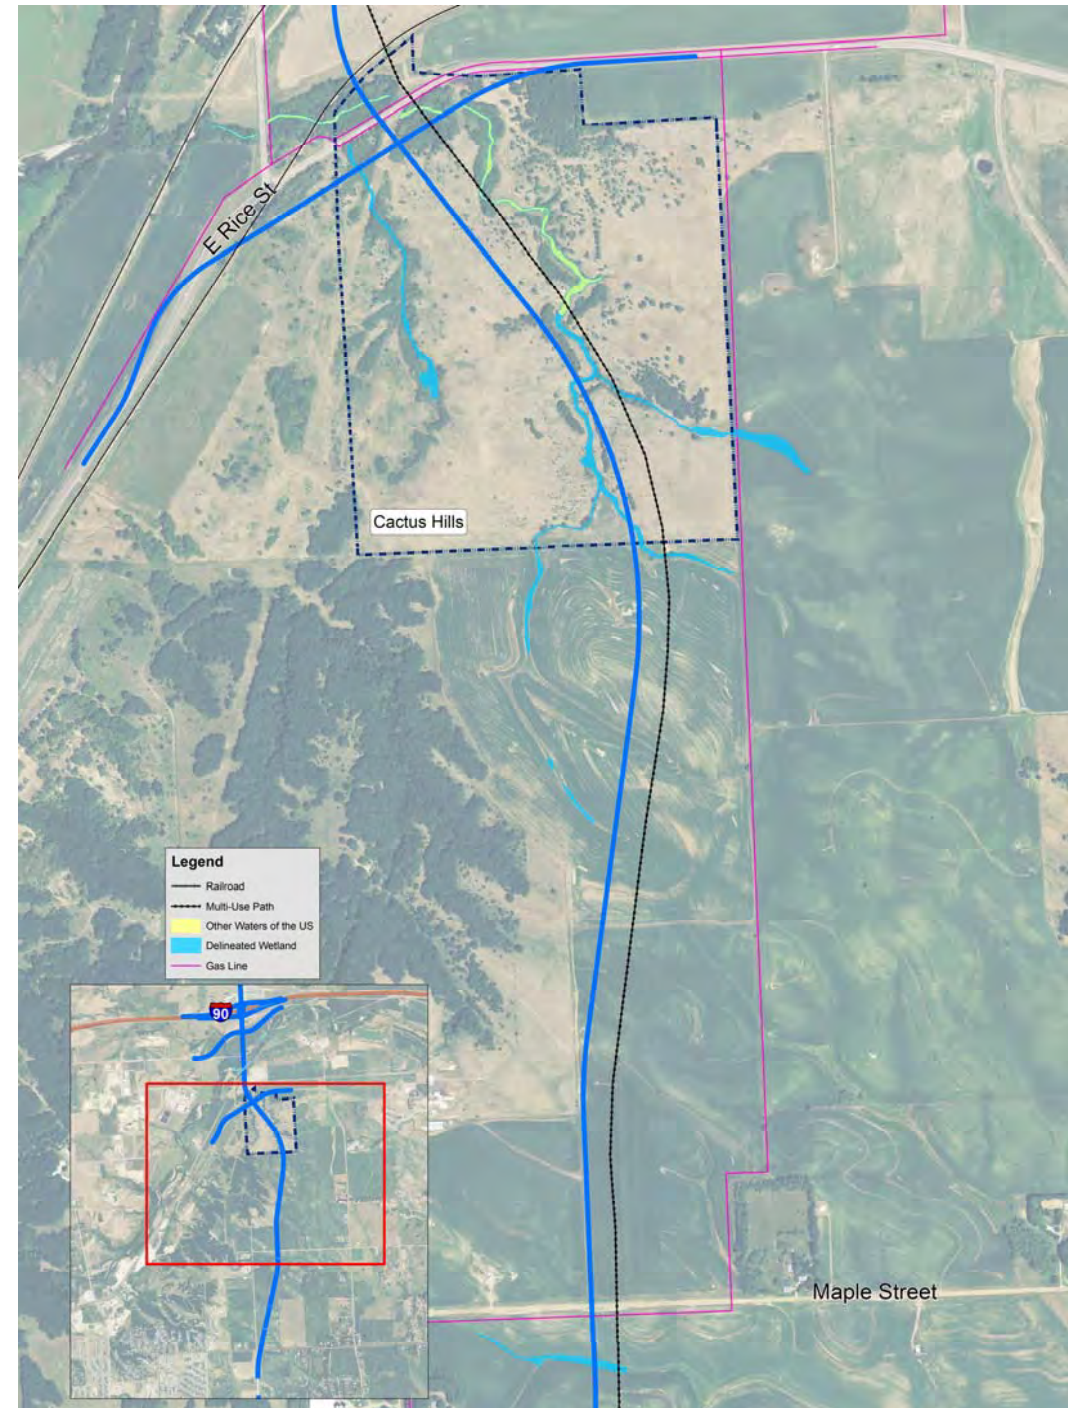 E Rice St
Cactus Hills
Legend
Railroad
Multi-Use Path
Other Waters of the US
Delineated Wetland
Gas Line
90
Maple Street